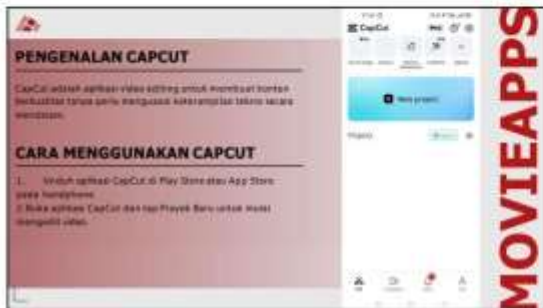 PENGENALAN CAPCUT
CapCut adalah aplikasi video editing untuk membuat konten
berkualitas tanpa perlu menguasai keterampilan teknis secara
mendalam.
CARA MENGGUNAKAN CAPCUT
1. Unduh aplikasi CapCut di Play Store atau App Store
pada handphone
2. Buka aplikasi CapCut dan tap Proyek Baru untuk mulai
mengedit video.
CapCut
New project
Projects
MOVIEAPPS